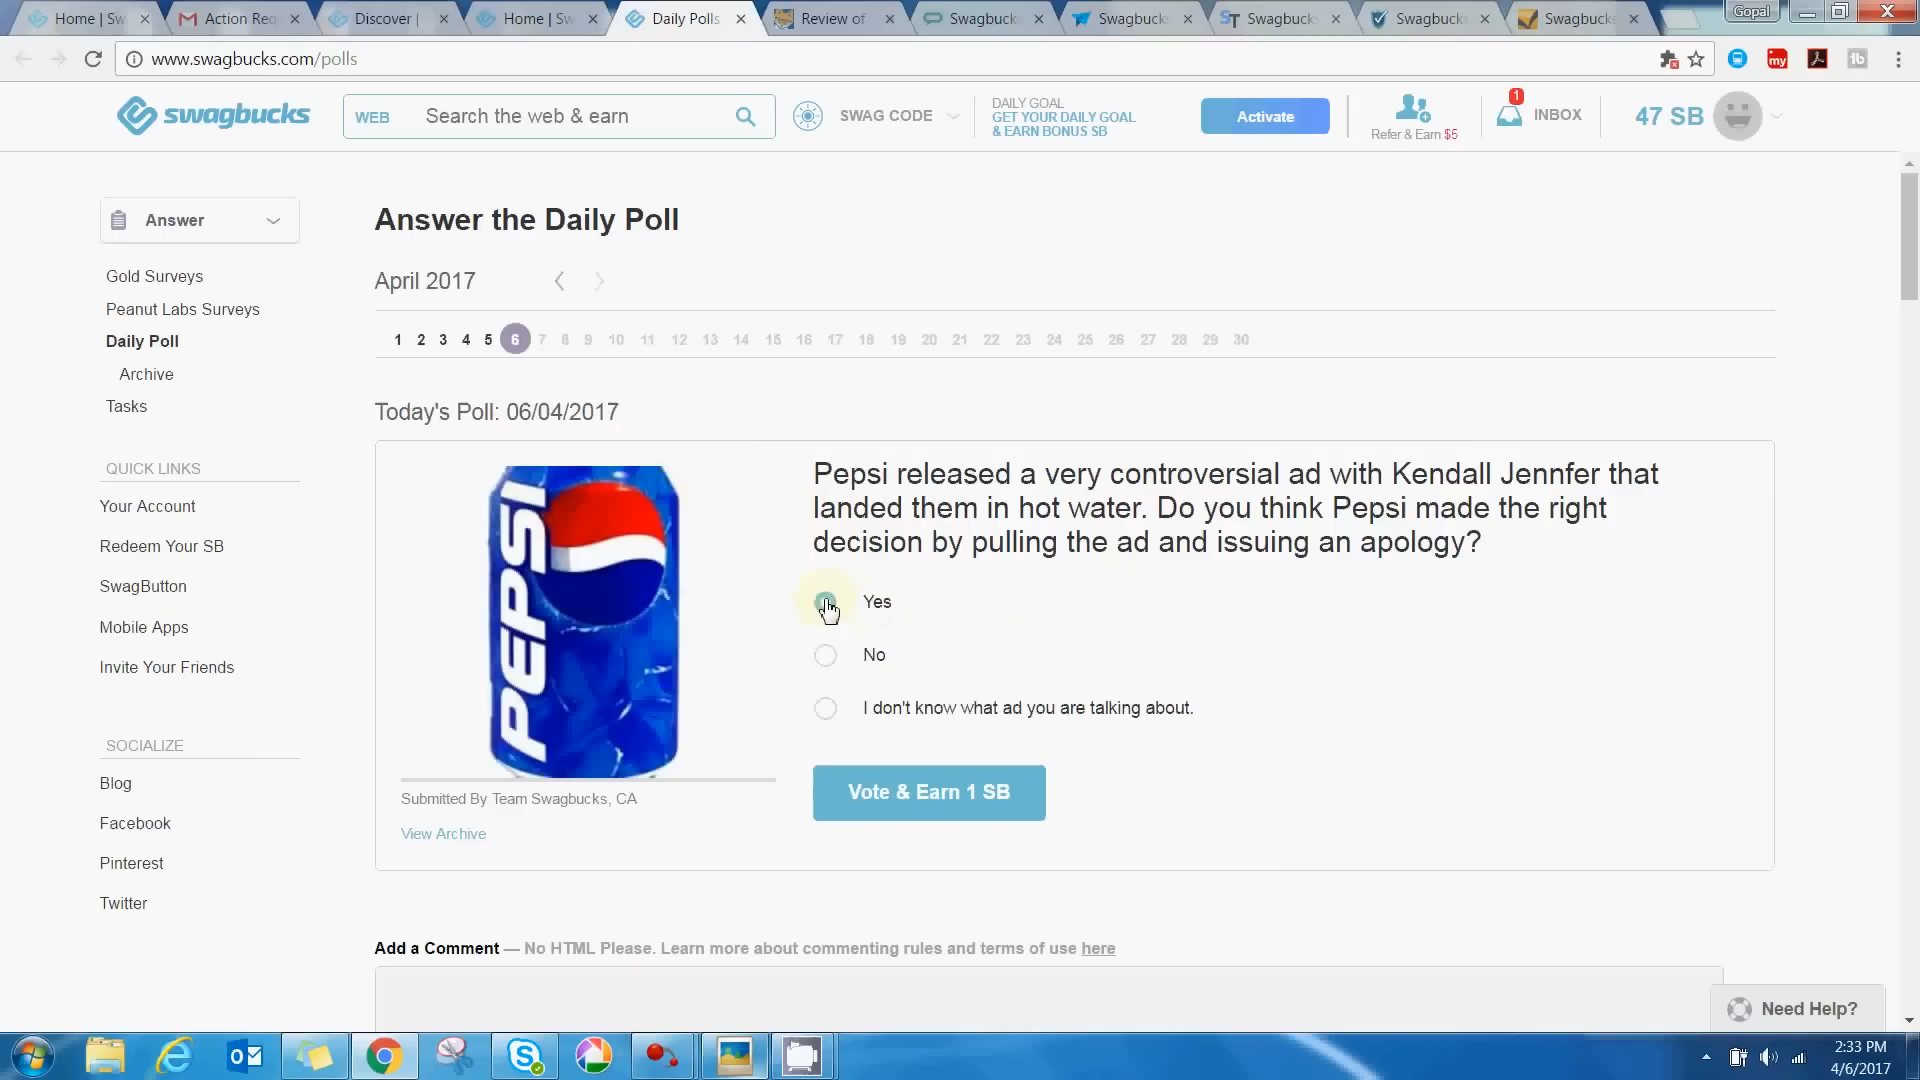 Home | Sw
Action Req
Discover |
Home | Sw
Daily Polls
Review of
Swagbuck
Swagbuck
Swagbuck
Swagbuck
Swagbuck
Gopal
www.swagbucks.com/polls
my
tb
swagbucks
WEB
Search the web & earn
SWAG CODE
DAILY GOAL
GET YOUR DAILY GOAL
& EARN BONUS SB
Activate
Refer & Earn $5
1
INBOX
47 SB
Answer
Gold Surveys
Peanut Labs Surveys
Daily Poll
Archive
Tasks
QUICK LINKS
Your Account
Redeem Your SB
SwagButton
Mobile Apps
Invite Your Friends
SOCIALIZE
Blog
Facebook
Pinterest
Twitter
Answer the Daily Poll
April 2017
1 2 3 4 5 6 7 8 9 10 11 12 13 14 15 16 17 18 19 20 21 22 23 24 25 26 27 28 29 30
Today's Poll: 06/04/2017
PEPSI
Submitted By Team Swagbucks, CA
View Archive
Pepsi released a very controversial ad with Kendall Jennfer that
landed them in hot water. Do you think Pepsi made the right
decision by pulling the ad and issuing an apology?
Yes
No
I don't know what ad you are talking about.
Vote & Earn 1 SB
Add a Comment — No HTML Please. Learn more about commenting rules and terms of use here
Need Help?
2:33 PM
4/6/2017